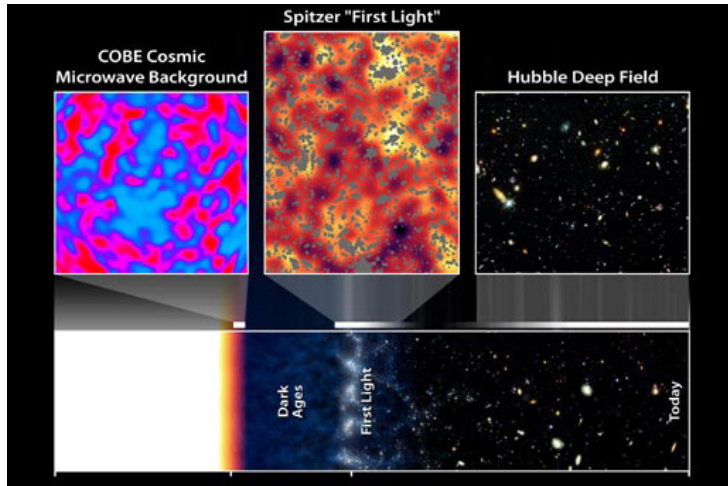 Spitzer "First Light"
COBE Cosmic
Microwave Background
Hubble Deep Field
Dark
Ages
First Light
Today